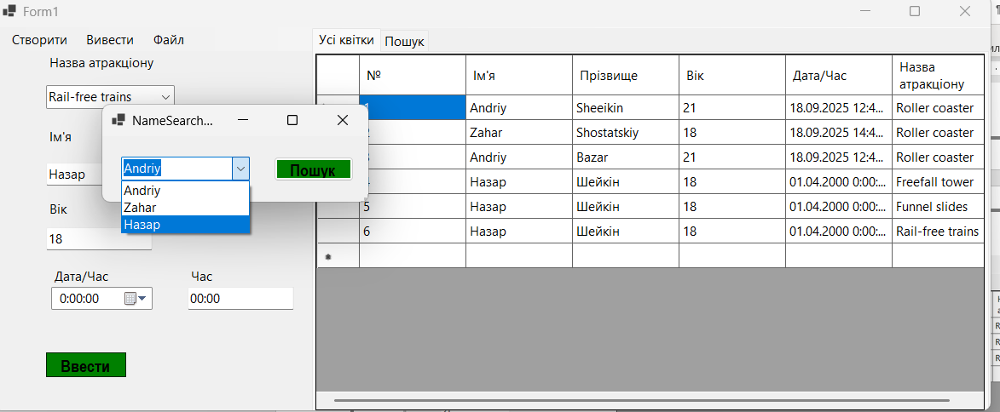 Form1
Створити Вивести Файл
Назва атракціону
Rail-free trains
Ім'я
Назар
Вік
18
Дата/Час Час
0:00:00 00:00
Ввести
NameSearch...
Andriy Пошук
Andriy
Zahar
Назар
Усі квітки Пошук
№ Ім'я Прізвище Вік Дата/Час Назва атракціону
1 Andriy Sheeikin 21 18.09.2025 12:4... Roller coaster
2 Zahar Shostatskiy 18 18.09.2025 14:4... Roller coaster
3 Andriy Bazar 21 18.09.2025 12:4... Roller coaster
4 Назар Шейкін 18 01.04.2000 0:00:... Freefall tower
5 Назар Шейкін 18 01.04.2000 0:00:... Funnel slides
6 Назар Шейкін 18 01.04.2000 0:00:... Rail-free trains